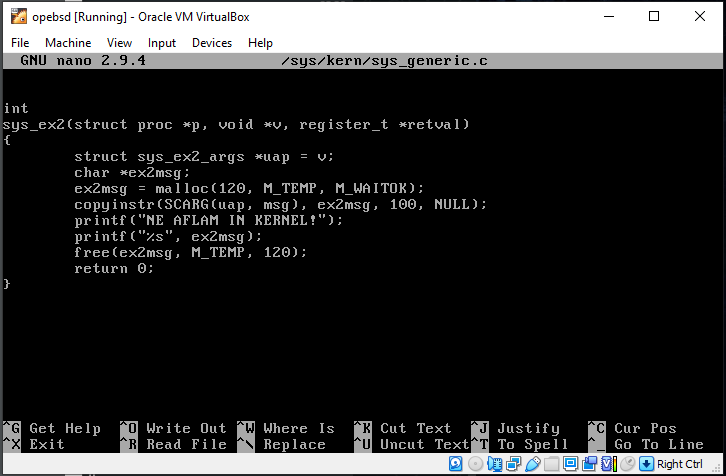 opebsd [Running] - Oracle VM VirtualBox
File Machine View Input Devices Help
GNU nano 2.9.4 /sys/kern/sys_generic.c
int
sys_ex2(struct proc *p, void *v, register_t *retval)
{
struct sys_ex2_args *uap = v;
char *ex2msg;
ex2msg = malloc(120, M_TEMP, M_WAITOK);
copyinstr(SCARG(uap, msg), ex2msg, 100, NULL);
printf("NE AFLAM IN KERNEL!");
printf("%s", ex2msg);
free(ex2msg, M_TEMP, 120);
return 0;
}
^G Get Help ^O Write Out ^W Where Is ^K Cut Text ^J Justify ^C Cur Pos
^X Exit ^R Read File ^\ Replace ^U Uncut Text ^T To Spell ^_ Go To Line
Right Ctrl